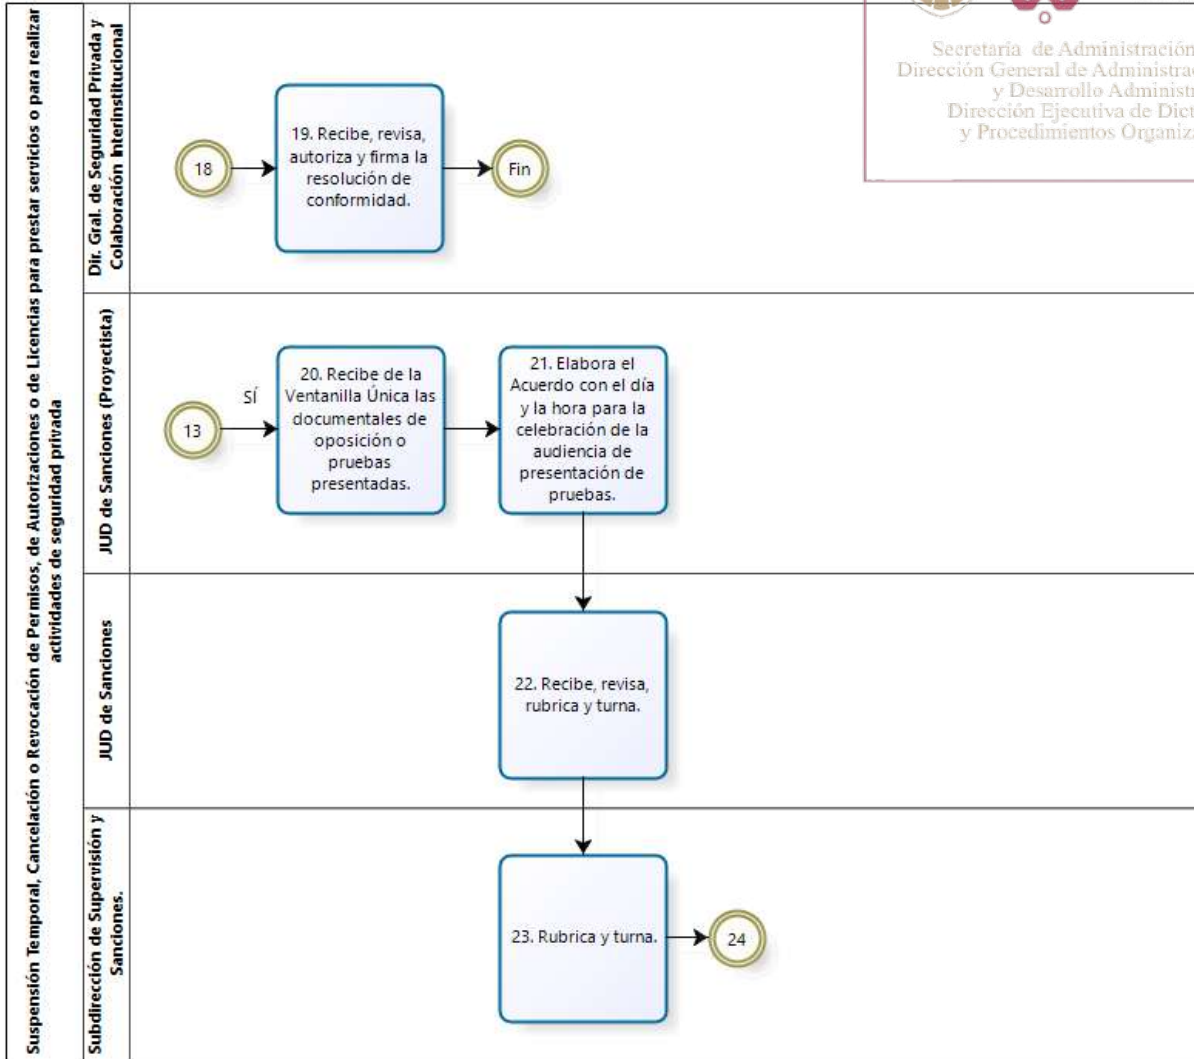 Suspensión Temporal, Cancelación o Revocación de Permisos, de Autorizaciones o de Licencias para prestar servicios o para realizar
actividades de seguridad privada
Dir. Gral. de Seguridad Privada y
Colaboración Interinstitucional
18
19. Recibe, revisa,
autoriza y firma la
resolución de
conformidad.
Fin
Secretaría de Administración
Dirección General de Administrac
y Desarrollo Administr
Dirección Ejecutiva de Dict
y Procedimientos Organiza
JUD de Sanciones (Proyectista)
13
SÍ
20. Recibe de la
Ventanilla Única las
documentales de
oposición o
pruebas
presentadas.
21. Elabora el
Acuerdo con el día
y la hora para la
celebración de la
audiencia de
presentación de
pruebas.
JUD de Sanciones
22. Recibe, revisa,
rubrica y turna.
Subdirección de Supervisión y
Sanciones.
23. Rubrica y turna.
24